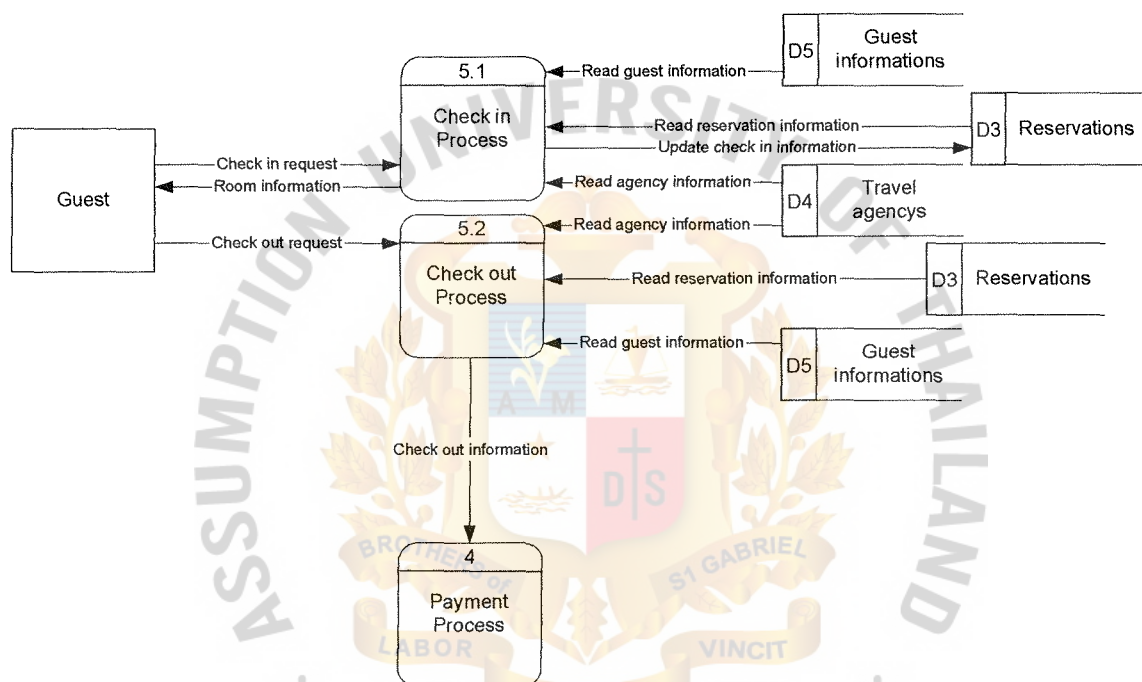 D5
Guest
informations
5.1
Read guest information
Check in
Process
Read reservation information
D3
Reservations
Update check in information
Check in request
Guest
Room information
Read agency information
D4
Travel
agencys
5.2
Read agency information
Check out request
Check out
Process
Read reservation information
D3
Reservations
Read guest information
D5
Guest
informations
Check out information
4
Payment
Process
ASSUMPTION UNIVERSITY OF THAILAND
A M
D S
BROTHERS of
S1 GABRIEL
LABOR
VINCIT